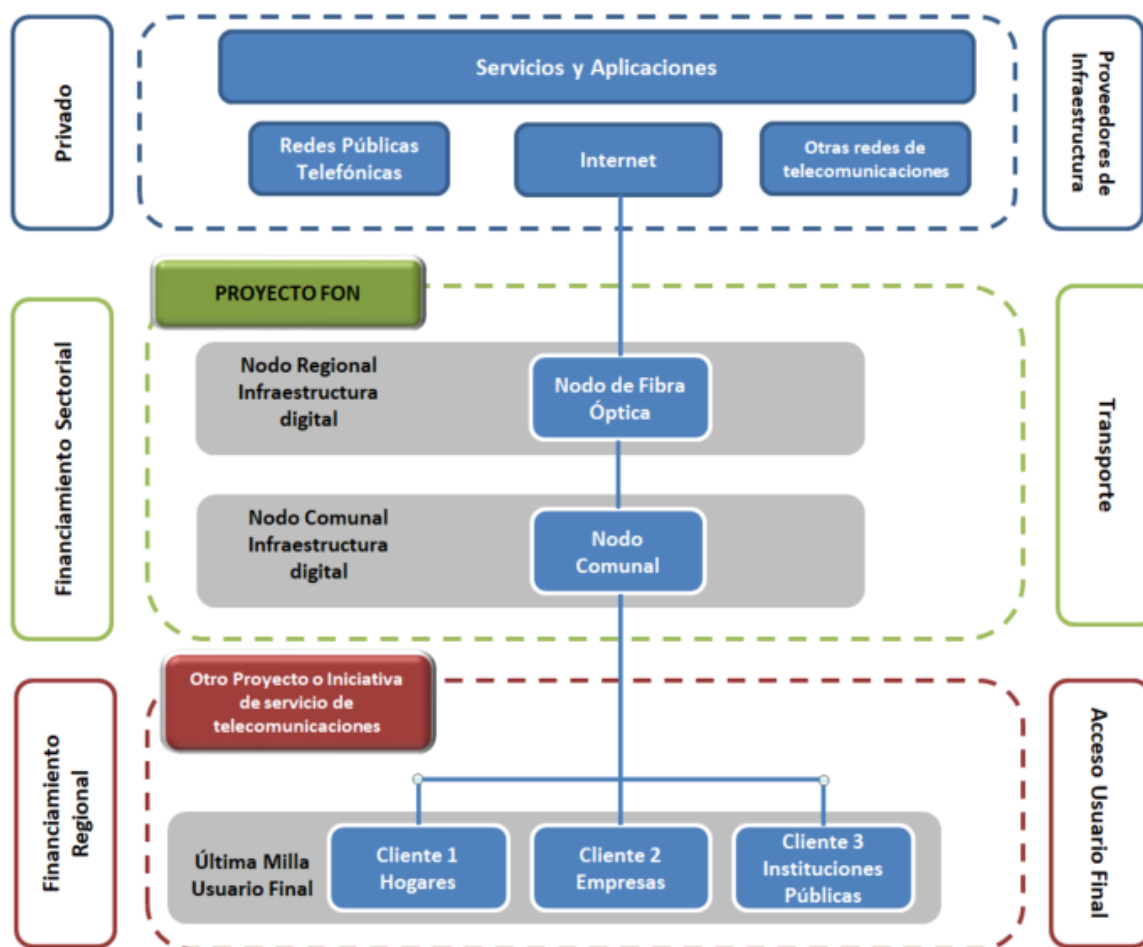 Privado
Servicios y Aplicaciones
Redes Públicas
Telefónicas
Internet
Otras redes de
telecomunicaciones
Proveedores de
Infraestructura
PROYECTO FON
Financiamiento Sectorial
Nodo Regional
Infraestructura
digital
Nodo de Fibra
Óptica
Nodo Comunal
Infraestructura
digital
Nodo
Comunal
Transporte
Otro Proyecto o Iniciativa
de servicio de
telecomunicaciones
Financiamiento
Regional
Última Milla
Usuario Final
Cliente 1
Hogares
Cliente 2
Empresas
Cliente 3
Instituciones
Públicas
Acceso Usuario Final